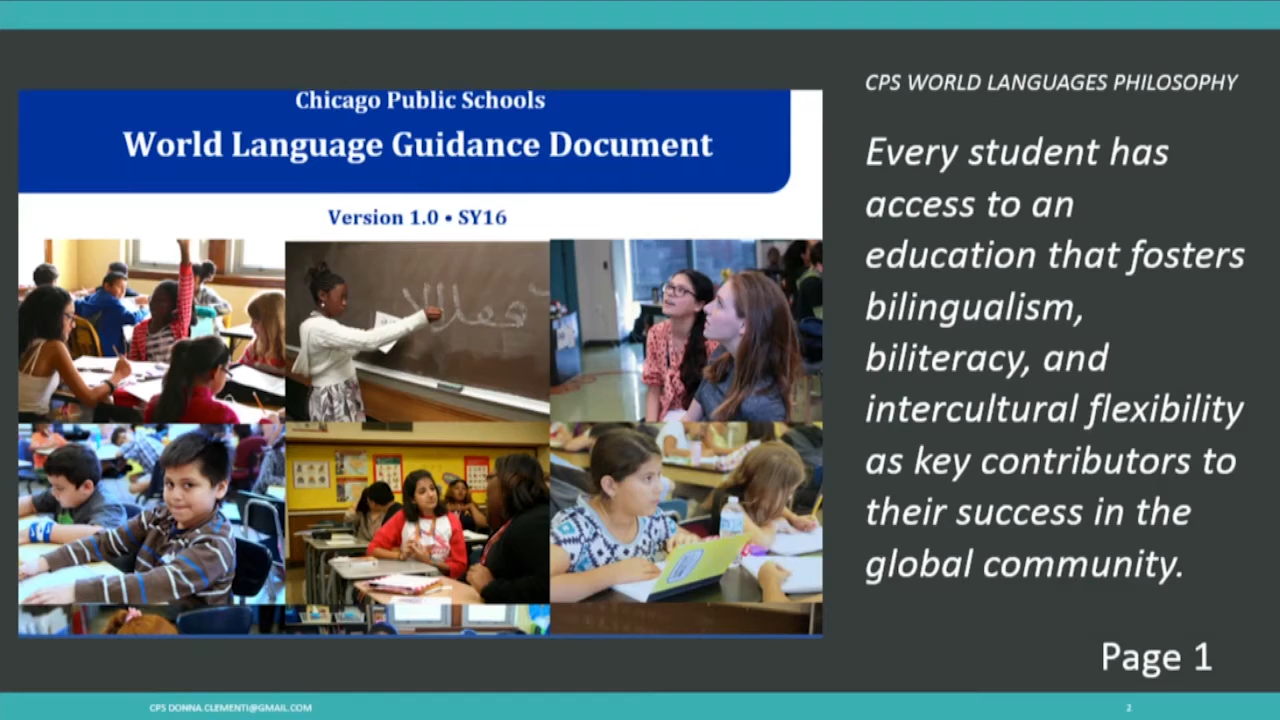 Chicago Public Schools
World Language Guidance Document
Version 1.0 • SY16
CPS WORLD LANGUAGES PHILOSOPHY
Every student has
access to an
education that fosters
bilingualism,
biliteracy, and
intercultural flexibility
as key contributors to
their success in the
global community.
Page 1
CPS DONNA.CLEMENTI@GMAIL.COM
2